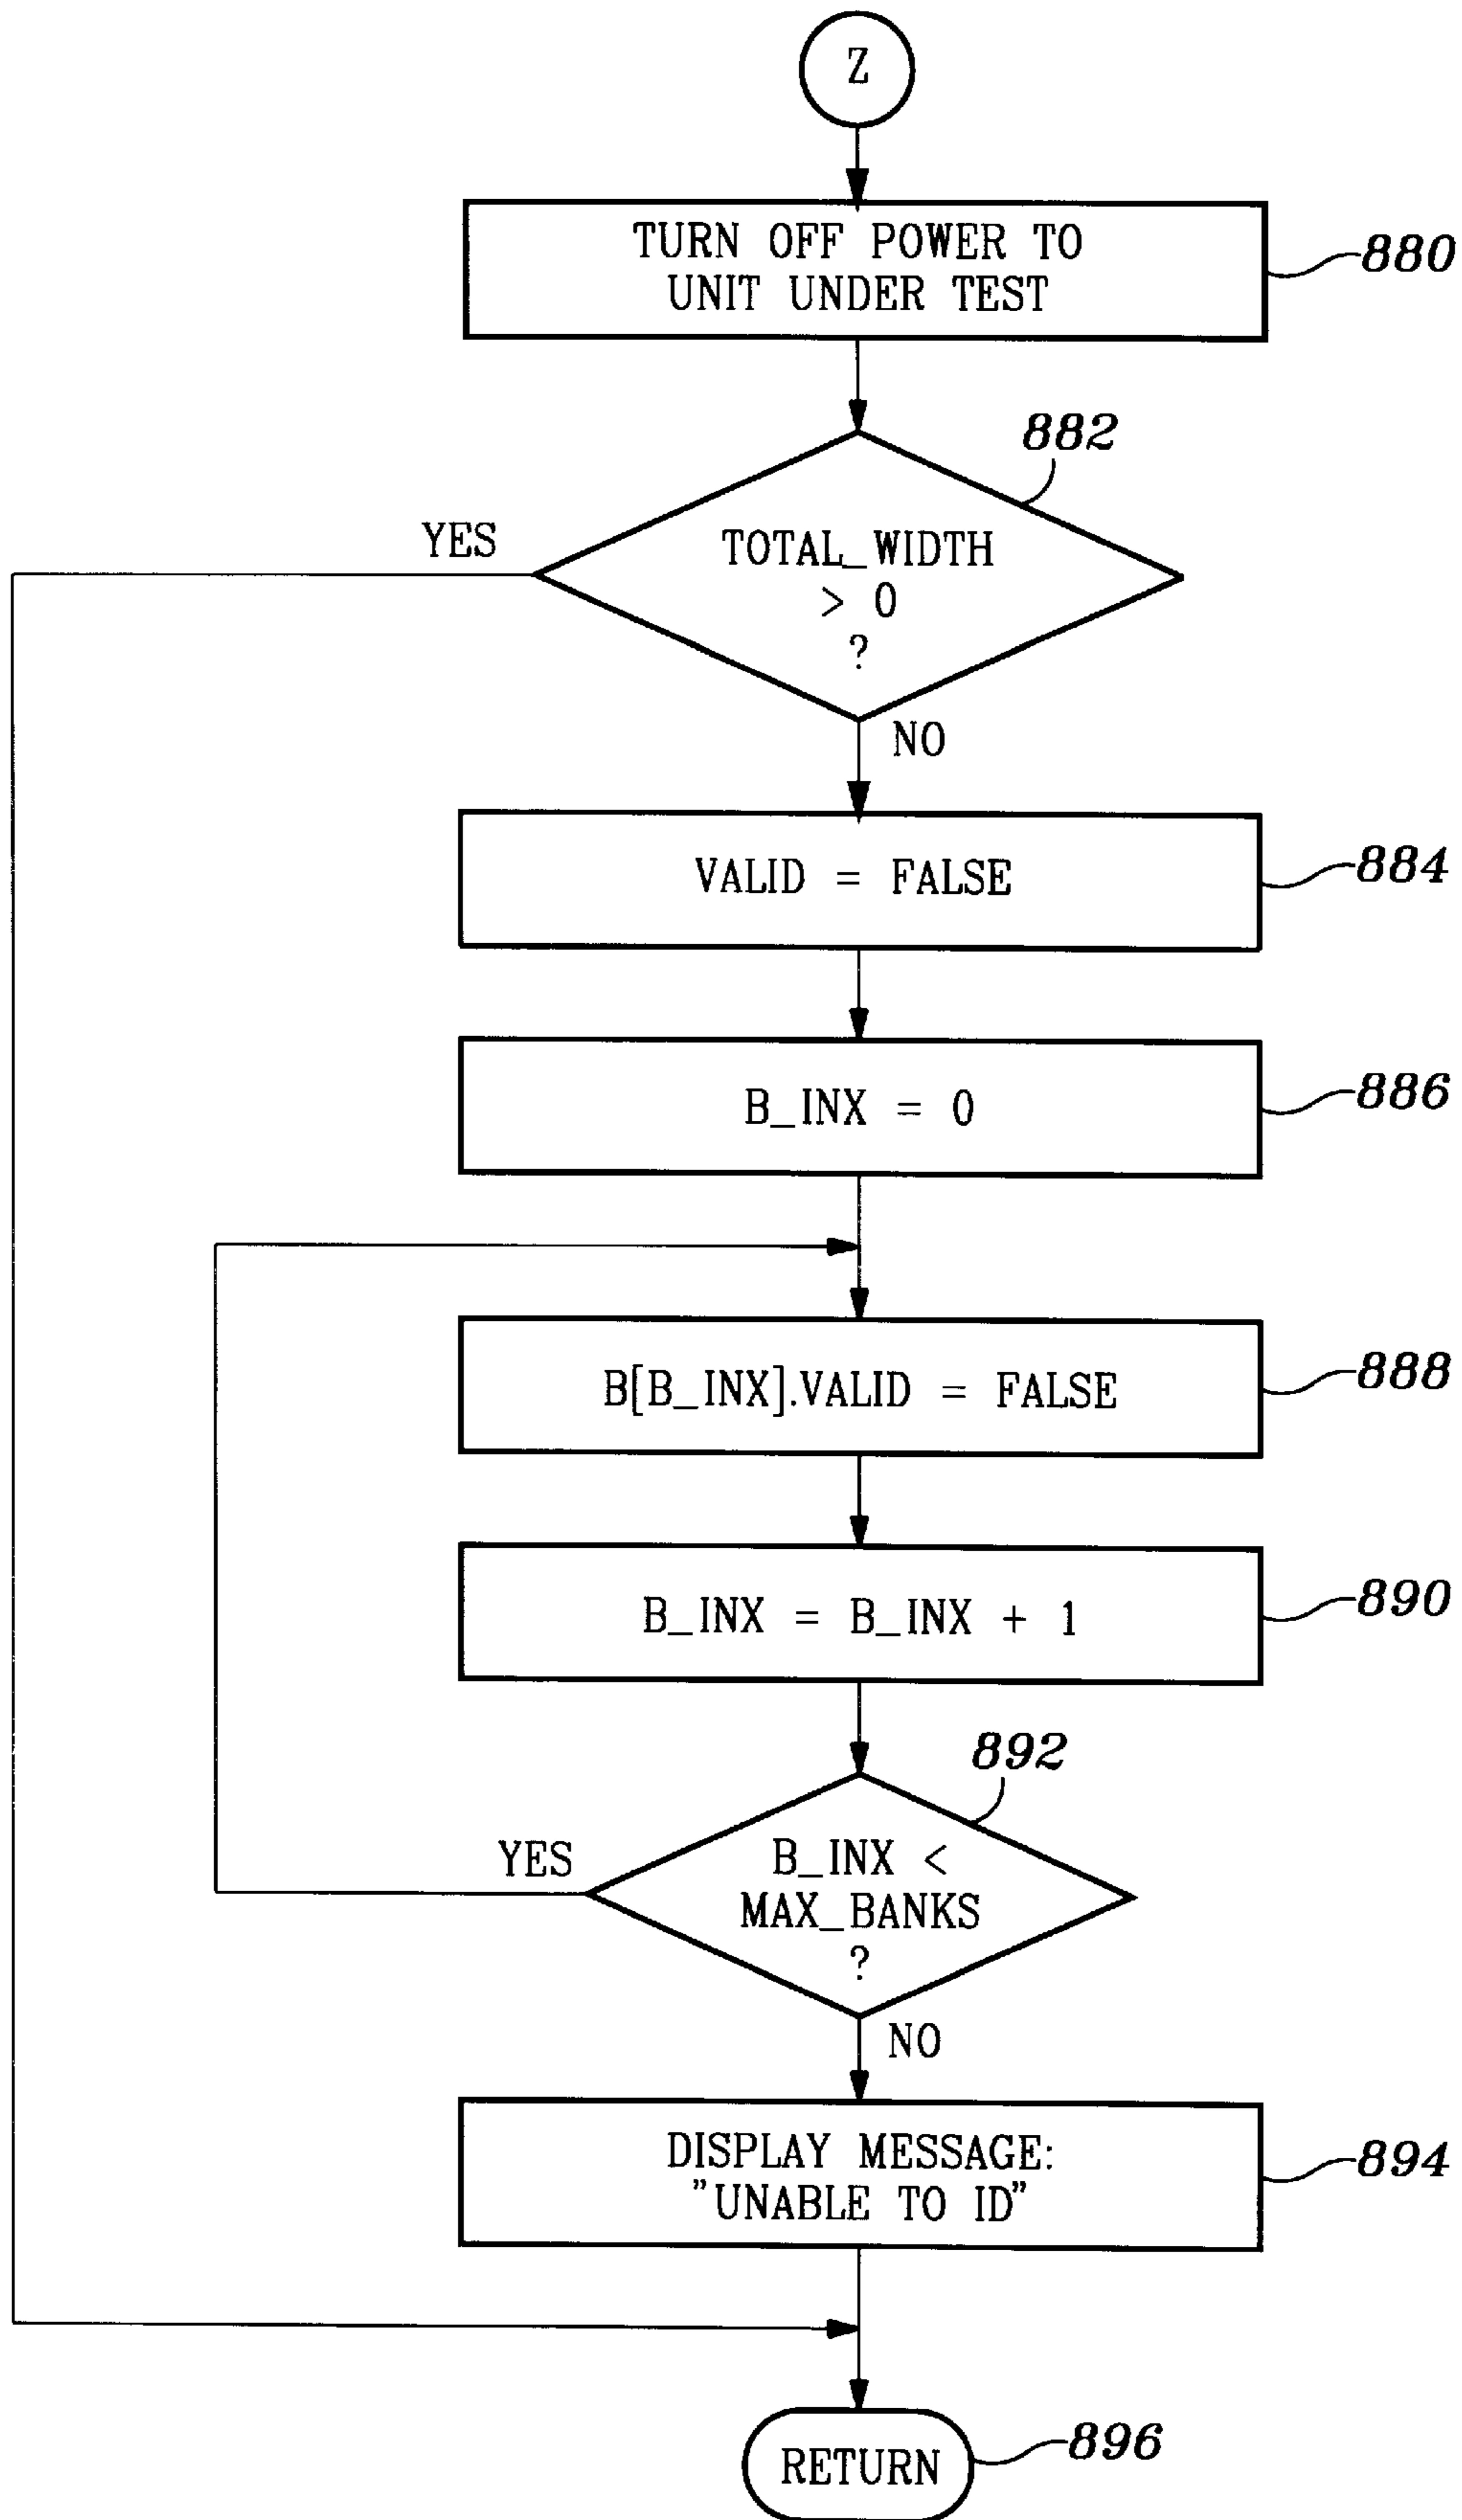 Z
TURN OFF POWER TO
UNIT UNDER TEST
880
882
YES
TOTAL_WIDTH
> 0
?
NO
VALID = FALSE
884
B_INX = 0
886
B[B_INX].VALID = FALSE
888
B_INX = B_INX + 1
890
892
YES
B_INX <
MAX_BANKS
?
NO
DISPLAY MESSAGE:
"UNABLE TO ID"
894
RETURN
896